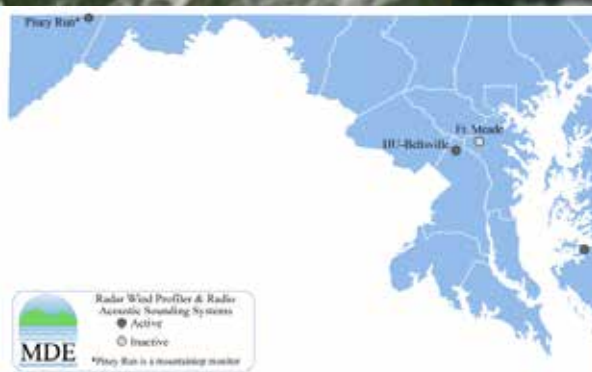 Piney Run*
Ft. Meade
HU-Beltsville
Radar Wind Profiler & Radio
Acoustic Sounding Systems
Active
Inactive
MDE
*Piney Run is a mountaintop monitor